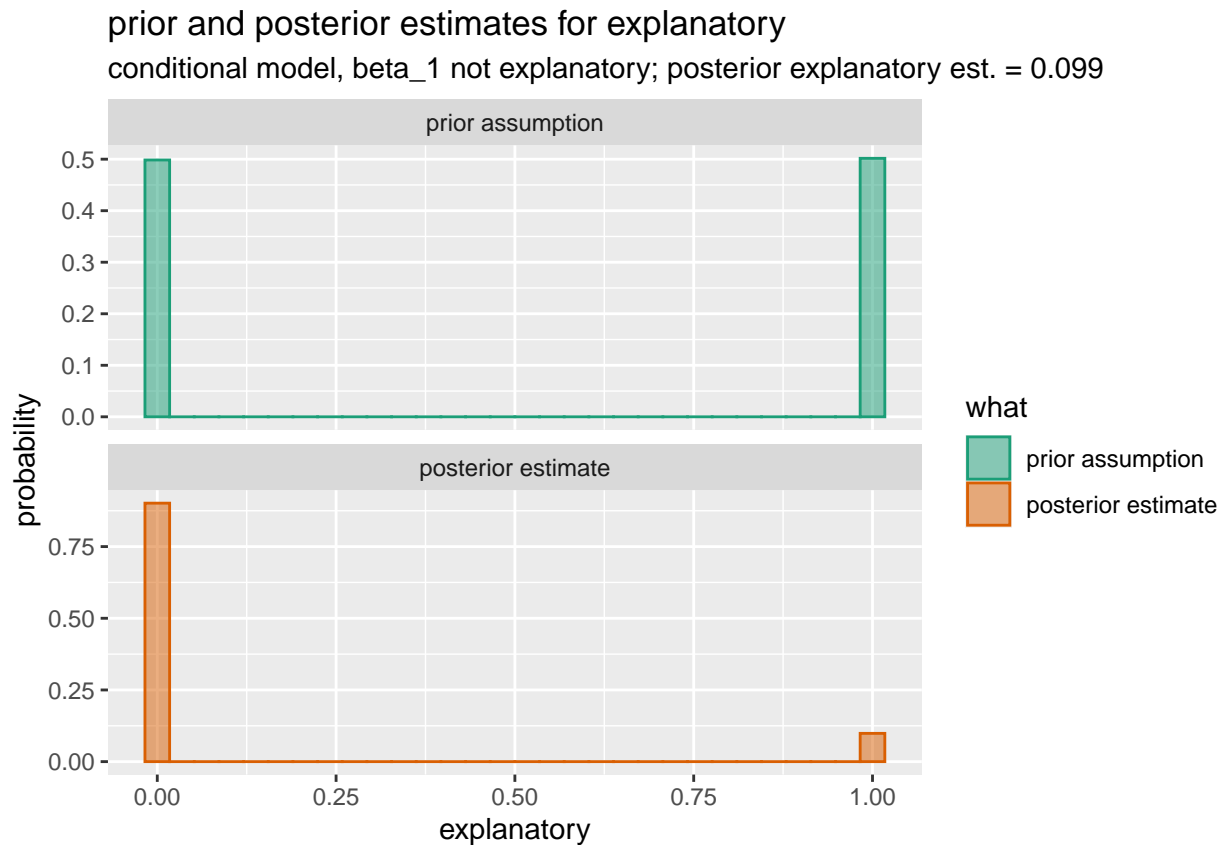 prior and posterior estimates for explanatory
conditional model, beta_1 not explanatory; posterior explanatory est. = 0.099
prior assumption
0.5
0.4
0.3
0.2
0.1
0.0
probability
posterior estimate
0.75
0.50
0.25
0.00
0.00 0.25 0.50 0.75 1.00
explanatory
what
prior assumption
posterior estimate